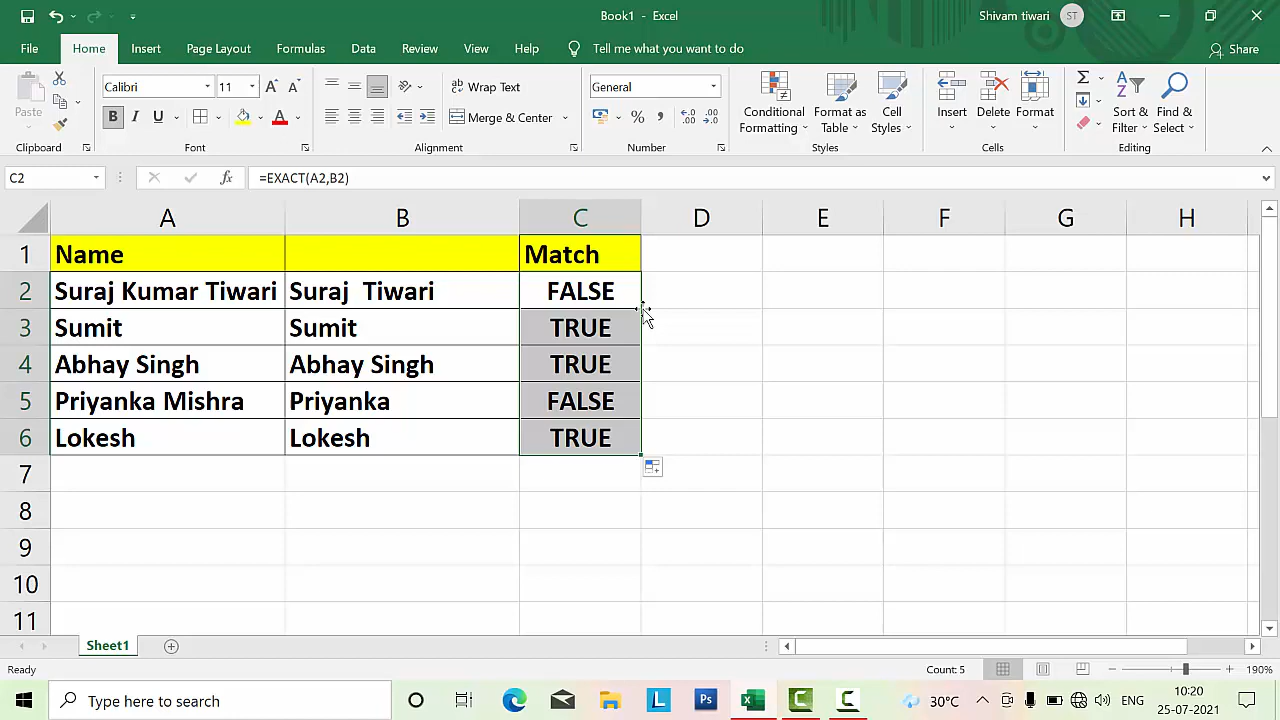 Book1 - Excel
Shivam tiwari
ST
File
Home
Insert
Page Layout
Formulas
Data
Review
View
Help
Tell me what you want to do
Share
Paste
Calibri
11
A A
B I U
A
ab Wrap Text
Merge & Center
General
% ,
Conditional Formatting
Format as Table
Cell Styles
Insert
Delete
Format
Sort & Filter
Find & Select
Clipboard
Font
Alignment
Number
Styles
Cells
Editing
C2
fx
=EXACT(A2,B2)
A B C D E F G H
1 Name Match
2 Suraj Kumar Tiwari Suraj  Tiwari FALSE
3 Sumit Sumit TRUE
4 Abhay Singh Abhay Singh TRUE
5 Priyanka Mishra Priyanka FALSE
6 Lokesh Lokesh TRUE
7
8
9
10
11
Sheet1
Ready
Count: 5
190%
Type here to search
L
Ps
30°C
ENG
10:20
25-07-2021